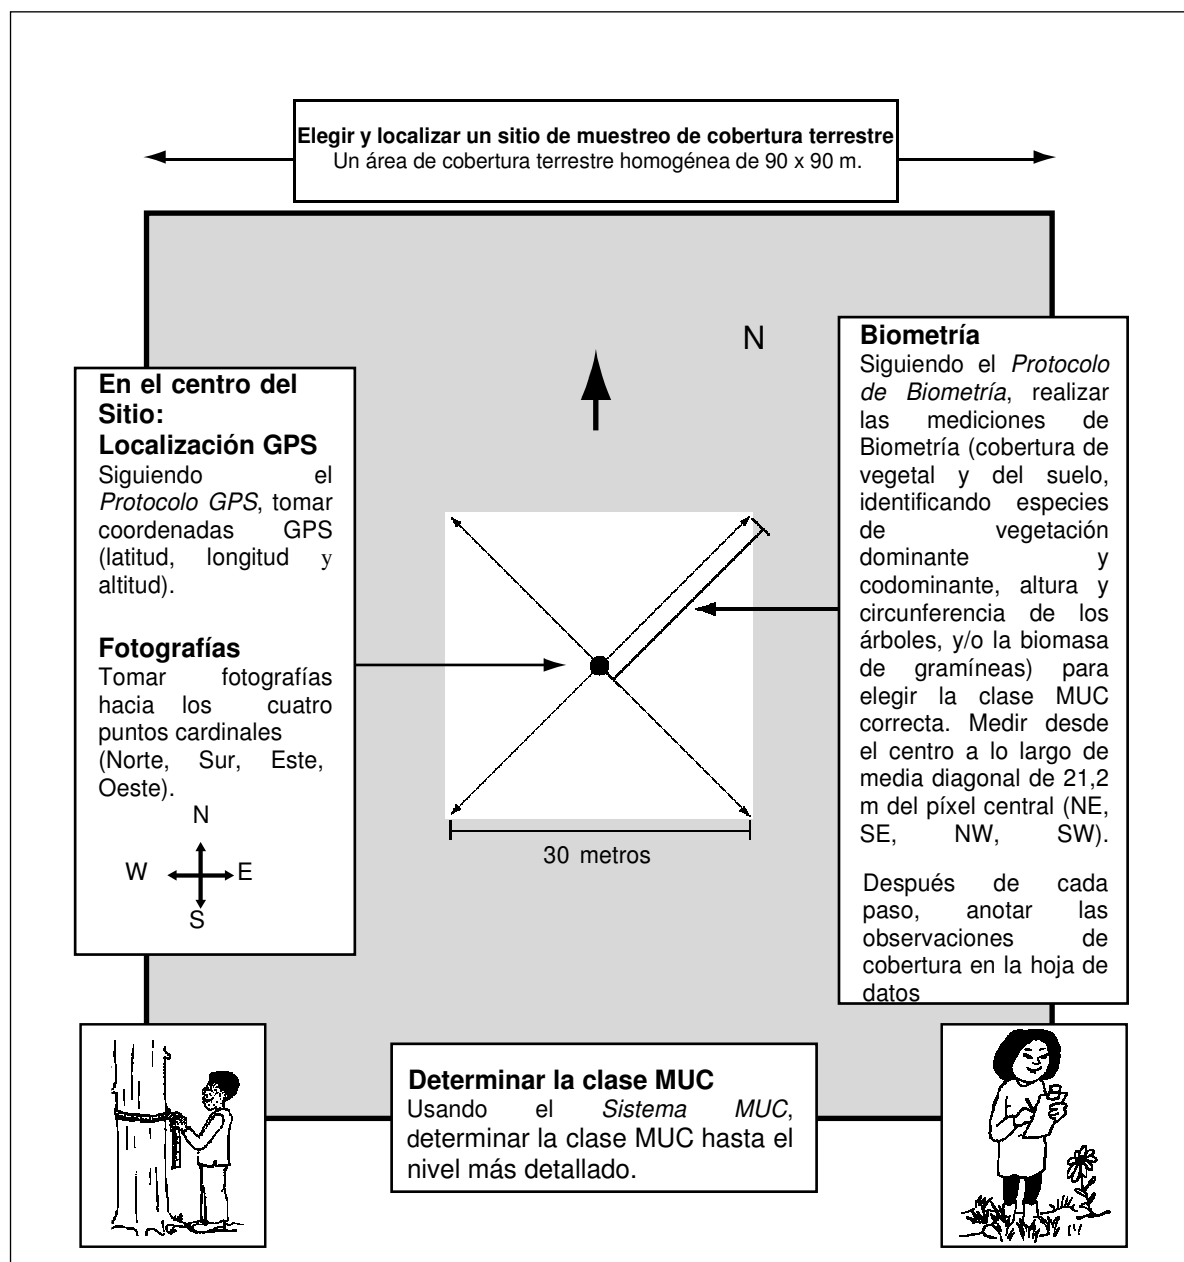 Elegir y localizar un sitio de muestreo de cobertura terrestre
Un área de cobertura terrestre homogénea de 90 x 90 m.
N
En el centro del
Sitio:
Localización GPS
Siguiendo el
Protocolo GPS, tomar
coordenadas GPS
(latitud, longitud y
altitud).
Fotografías
Tomar fotografías
hacia los cuatro
puntos cardinales
(Norte, Sur, Este,
Oeste).
N
W E
S
30 metros
Biometría
Siguiendo el Protocolo
de Biometría, realizar
las mediciones de
Biometría (cobertura de
vegetal y del suelo,
identificando especies
de vegetación
dominante y
codominante, altura y
circunferencia de los
árboles, y/o la biomasa
de gramíneas) para
elegir la clase MUC
correcta. Medir desde
el centro a lo largo de
media diagonal de 21,2
m del píxel central (NE,
SE, NW, SW).
Después de cada
paso, anotar las
observaciones de
cobertura en la hoja de
datos
Determinar la clase MUC
Usando el Sistema MUC,
determinar la clase MUC hasta el
nivel más detallado.